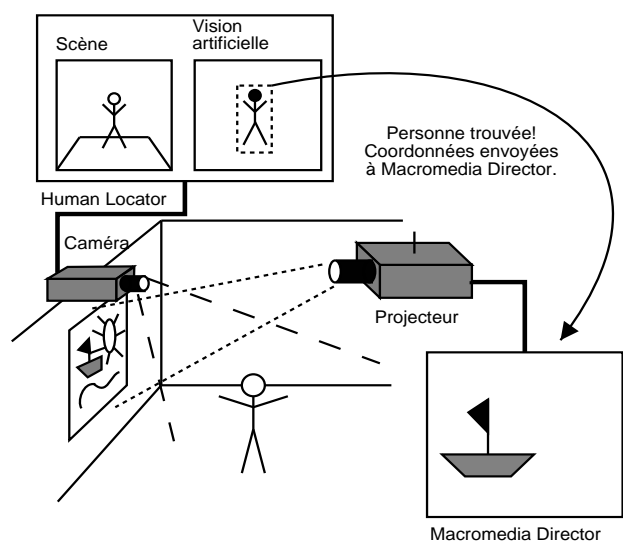 Scène
Vision
artificielle
Personne trouvée!
Coordonnées envoyées
à Macromedia Director.
Human Locator
Caméra
Projecteur
Macromedia Director